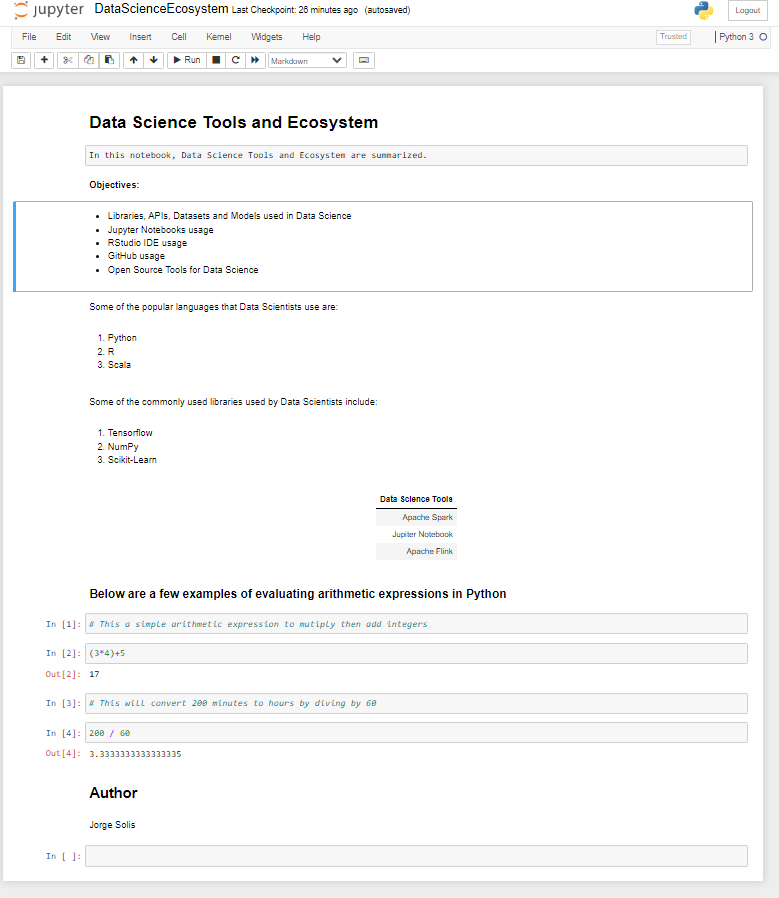 jupyter DataScienceEcosystem Last Checkpoint: 26 minutes ago (autosaved) Logout
File Edit View Insert Cell Kernel Widgets Help Trusted Python 3
Run Markdown
Data Science Tools and Ecosystem
In this notebook, Data Science Tools and Ecosystem are summarized.
Objectives:
• Libraries, APIs, Datasets and Models used in Data Science
• Jupyter Notebooks usage
• RStudio IDE usage
• GitHub usage
• Open Source Tools for Data Science
Some of the popular languages that Data Scientists use are:
1. Python
2. R
3. Scala
Some of the commonly used libraries used by Data Scientists include:
1. Tensorflow
2. NumPy
3. Scikit-Learn
Data Science Tools
Apache Spark
Jupiter Notebook
Apache Flink
Below are a few examples of evaluating arithmetic expressions in Python
In [1]: # This a simple arithmetic expression to mutiply then add integers
In [2]: (3*4)+5
Out[2]: 17
In [3]: # This will convert 200 minutes to hours by diving by 60
In [4]: 200 / 60
Out[4]: 3.3333333333333335
Author
Jorge Solis
In [ ]: